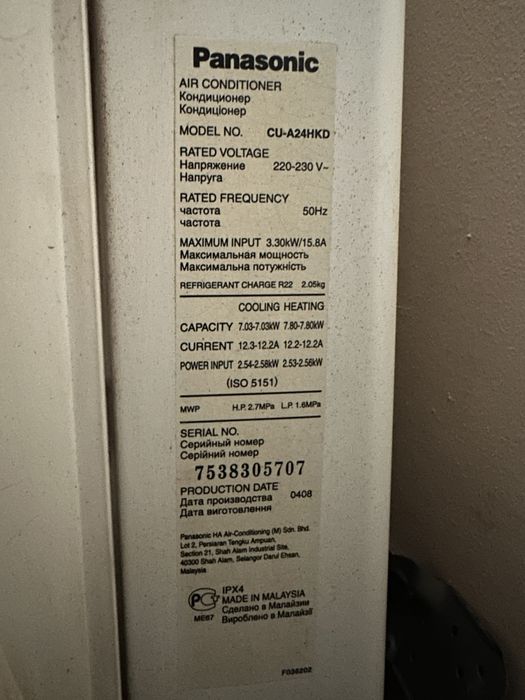 Panasonic
AIR CONDITIONER
Кондиционер
Кондиціонер
MODEL NO. CU-A24HKD
RATED VOLTAGE
Напряжение 220-230 V~
Напруга
RATED FREQUENCY
частота 50Hz
частота
MAXIMUM INPUT 3.30kW/15.8A
Максимальная мощность
Максимальна потужність
REFRIGERANT CHARGE R22 2.05kg
COOLING HEATING
CAPACITY 7.03-7.03kW 7.80-7.80kW
CURRENT 12.3-12.2A 12.2-12.2A
POWER INPUT 2.54-2.58kW 2.53-2.56kW
(ISO 5151)
MWP H.P. 2.7MPa L.P. 1.6MPa
SERIAL NO.
Серийный номер
Серійний номер
7538305707
PRODUCTION DATE
Дата производства 0408
Дата виготовлення
Panasonic HA Air-Conditioning (M) Sdn. Bhd.
Lot 2, Persiaran Tengku Ampuan,
Section 21, Shah Alam Industrial Site,
40300 Shah Alam, Selangor Darul Ehsan,
Malaysia
IPX4
РСТ MADE IN MALAYSIA
Сделано в Малайзии
ME67 Вироблено в Малайзії
F036202